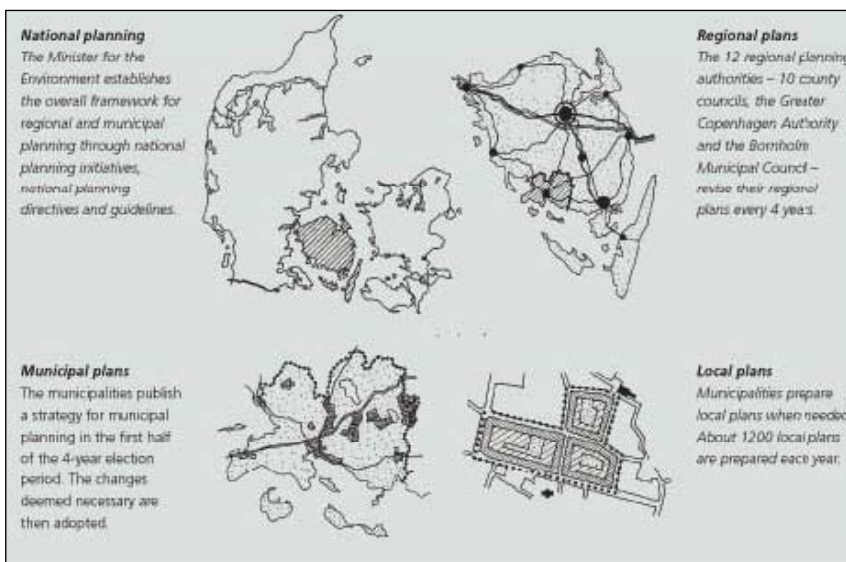 National planning
The Minister for the
Environment establishes
the overall framework for
regional and municipal
planning through national
planning initiatives,
national planning
directives and guidelines.
Regional plans
The 12 regional planning
authorities – 10 county
councils, the Greater
Copenhagen Authority
and the Bornholm
Municipal Council –
revise their regional
plans every 4 years.
Municipal plans
The municipalities publish
a strategy for municipal
planning in the first half
of the 4-year election
period. The changes
deemed necessary are
then adopted.
Local plans
Municipalities prepare
local plans when needed.
About 1200 local plans
are prepared each year.